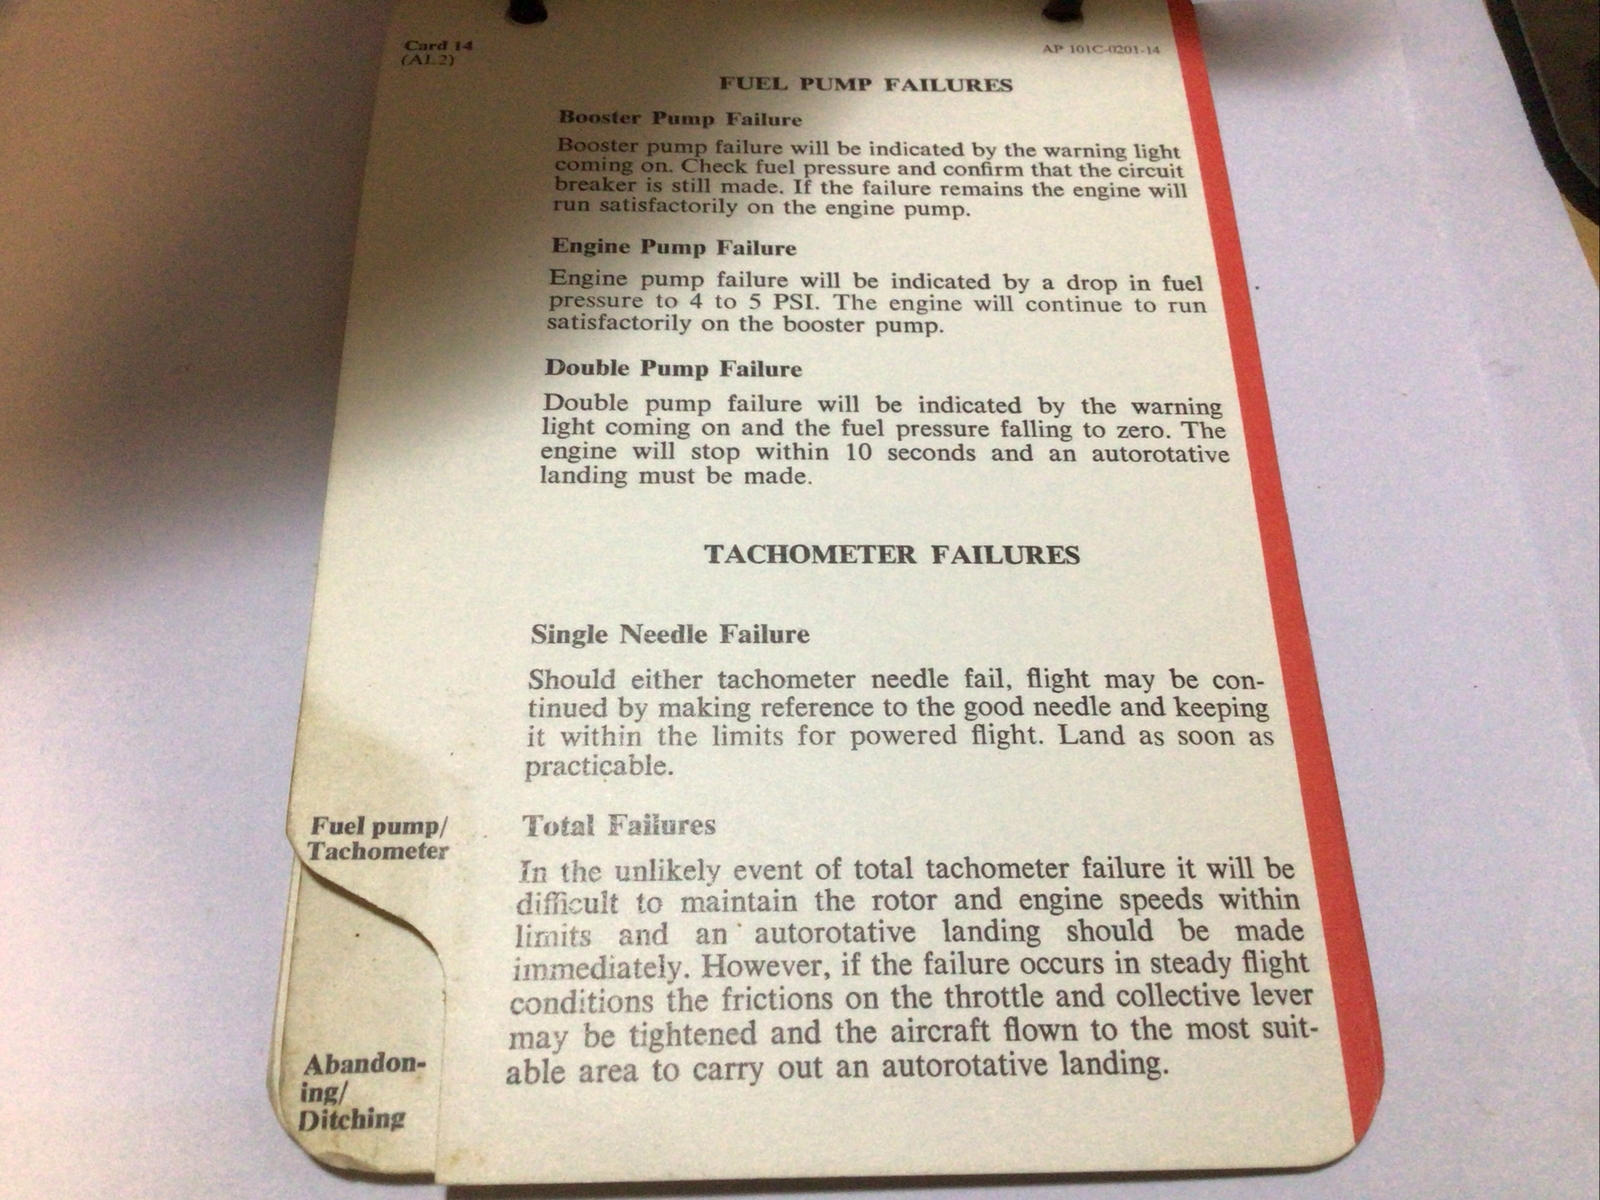 Card 14
(AL2)
AP 101C-0201-14
FUEL PUMP FAILURES
Booster Pump Failure
Booster pump failure will be indicated by the warning light
coming on. Check fuel pressure and confirm that the circuit
breaker is still made. If the failure remains the engine will
run satisfactorily on the engine pump.
Engine Pump Failure
Engine pump failure will be indicated by a drop in fuel
pressure to 4 to 5 PSI. The engine will continue to run
satisfactorily on the booster pump.
Double Pump Failure
Double pump failure will be indicated by the warning
light coming on and the fuel pressure falling to zero. The
engine will stop within 10 seconds and an autorotative
landing must be made.
TACHOMETER FAILURES
Single Needle Failure
Should either tachometer needle fail, flight may be con-
tinued by making reference to the good needle and keeping
it within the limits for powered flight. Land as soon as
practicable.
Total Failures
In the unlikely event of total tachometer failure it will be
difficult to maintain the rotor and engine speeds within
limits and an autorotative landing should be made
immediately. However, if the failure occurs in steady flight
conditions the frictions on the throttle and collective lever
may be tightened and the aircraft flown to the most suit-
able area to carry out an autorotative landing.
Fuel pump/
Tachometer
Abandon-
ing/
Ditching